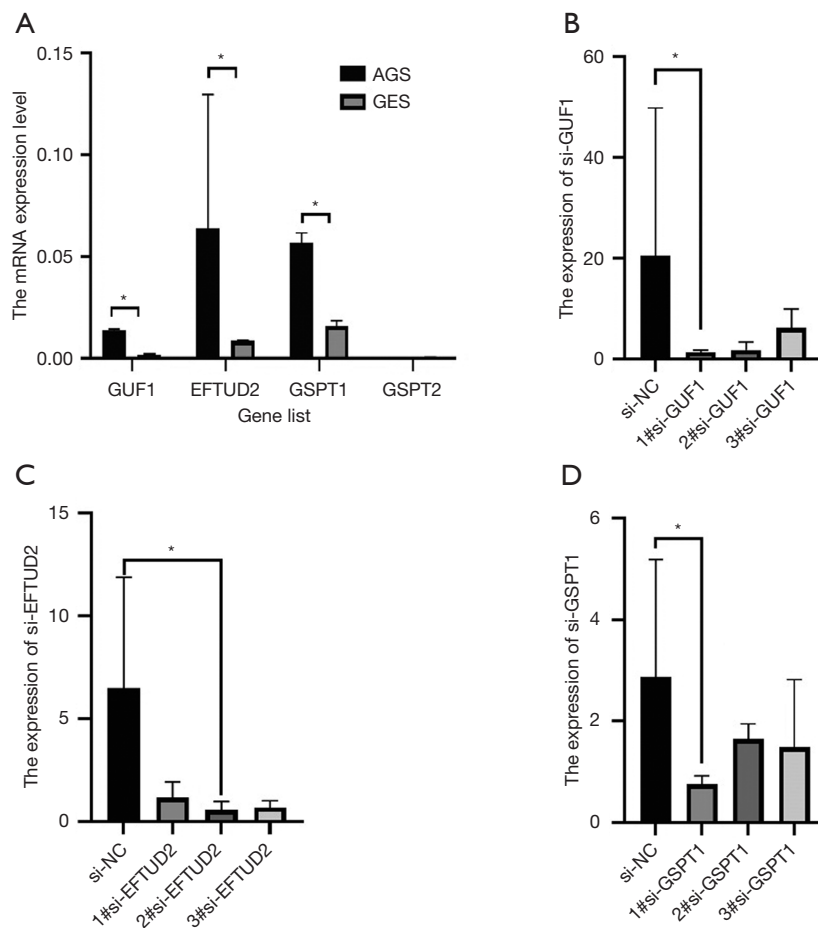 A
The mRNA expression level
0.15
0.10
0.05
0.00
*
*
*
AGS
GES
GUF1
EFTUD2
GSPT1
GSPT2
Gene list
B
The expression of si-GUF1
60
40
20
0
*
si-NC
1#si-GUF1
2#si-GUF1
3#si-GUF1
C
The expression of si-EFTUD2
15
10
5
0
*
si-NC
1#si-EFTUD2
2#si-EFTUD2
3#si-EFTUD2
D
The expression of si-GSPT1
6
4
2
0
*
si-NC
1#si-GSPT1
2#si-GSPT1
3#si-GSPT1